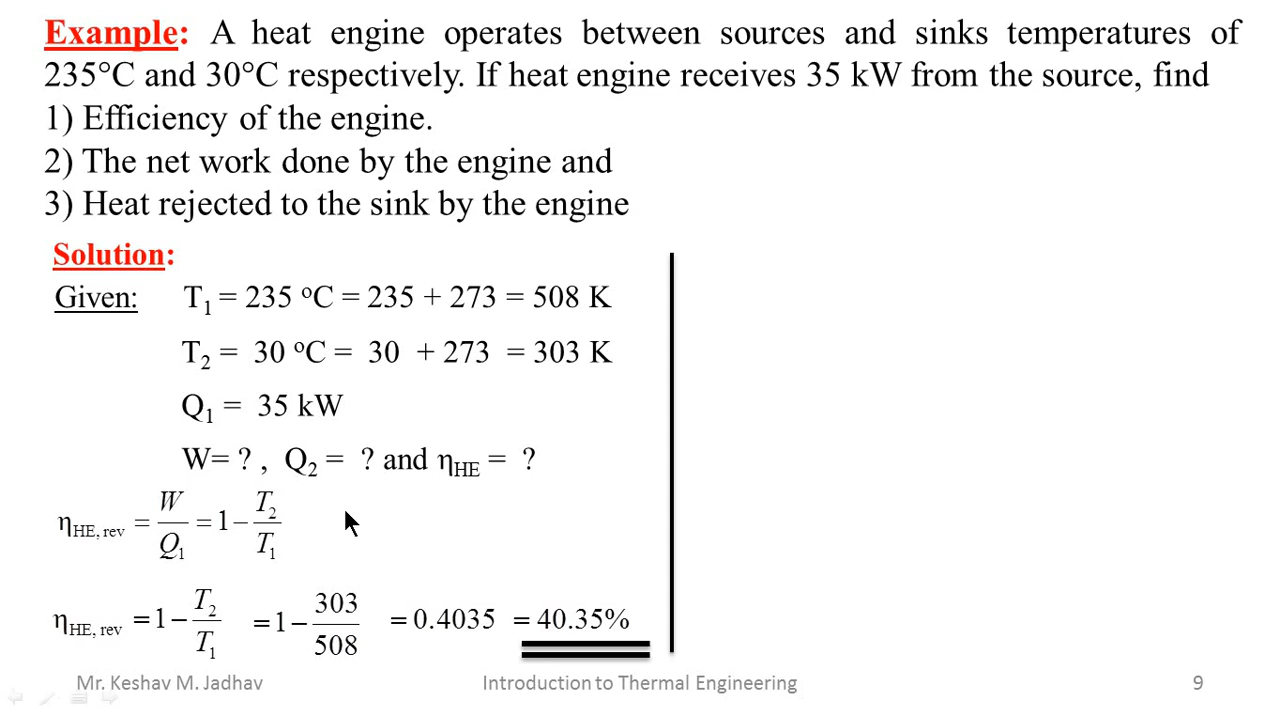 Example: A heat engine operates between sources and sinks temperatures of
235°C and 30°C respectively. If heat engine receives 35 kW from the source, find
1) Efficiency of the engine.
2) The net work done by the engine and
3) Heat rejected to the sink by the engine
Solution:
Given: T₁ = 235 ᵒC = 235 + 273 = 508 K
T₂ = 30 ᵒC = 30 + 273 = 303 K
Q₁ = 35 kW
W= ? , Q₂ = ? and η_HE = ?
η_HE, rev = W/Q₁ = 1 − T₂/T₁
η_HE, rev = 1 − T₂/T₁ = 1 − 303/508 = 0.4035 = 40.35%
Mr. Keshav M. Jadhav Introduction to Thermal Engineering 9